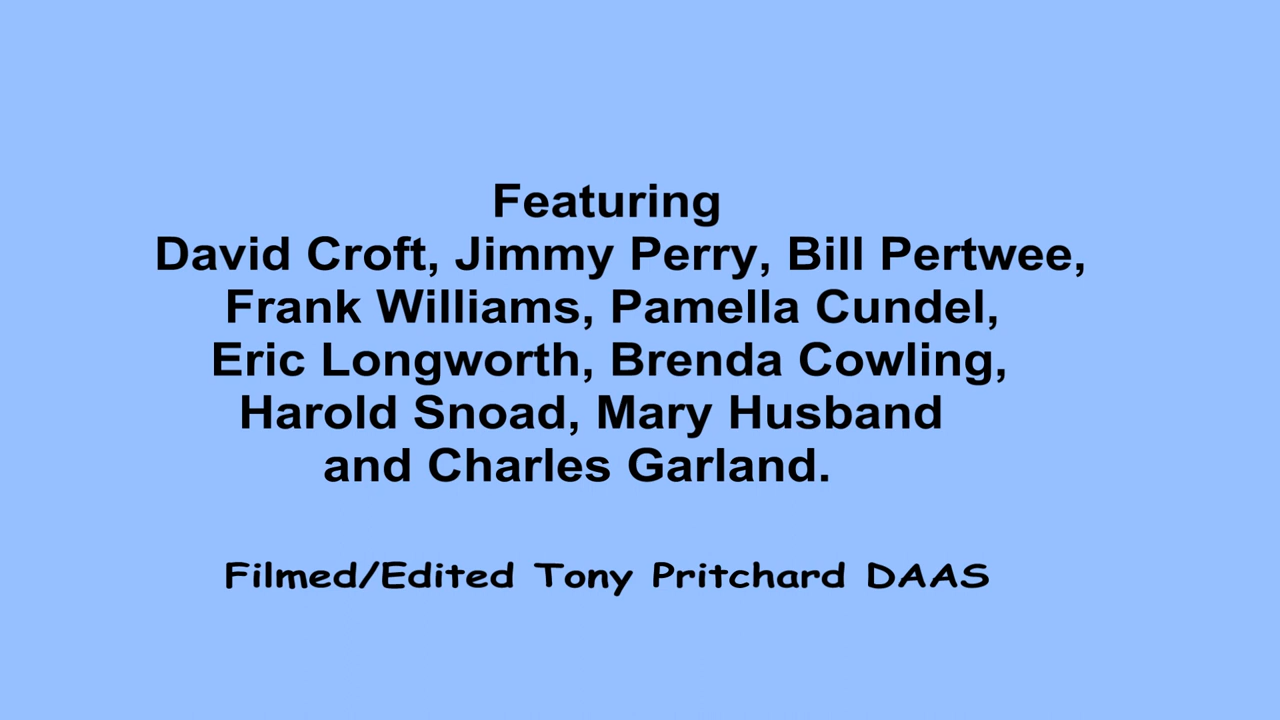 Featuring
David Croft, Jimmy Perry, Bill Pertwee,
Frank Williams, Pamella Cundel,
Eric Longworth, Brenda Cowling,
Harold Snoad, Mary Husband
and Charles Garland.
Filmed/Edited Tony Pritchard DAAS